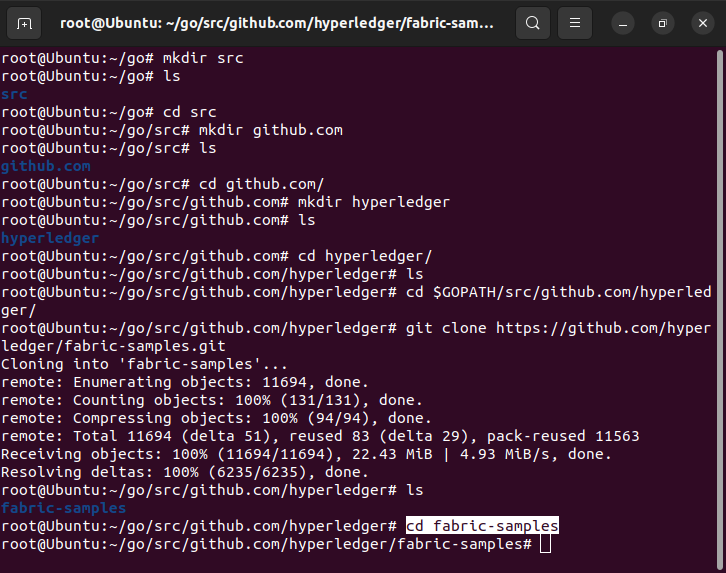 root@Ubuntu: ~/go/src/github.com/hyperledger/fabric-sam...
root@Ubuntu:~/go# mkdir src
root@Ubuntu:~/go# ls
src
root@Ubuntu:~/go# cd src
root@Ubuntu:~/go/src# mkdir github.com
root@Ubuntu:~/go/src# ls
github.com
root@Ubuntu:~/go/src# cd github.com/
root@Ubuntu:~/go/src/github.com# mkdir hyperledger
root@Ubuntu:~/go/src/github.com# ls
hyperledger
root@Ubuntu:~/go/src/github.com# cd hyperledger/
root@Ubuntu:~/go/src/github.com/hyperledger# ls
root@Ubuntu:~/go/src/github.com/hyperledger# cd $GOPATH/src/github.com/hyperled
ger/
root@Ubuntu:~/go/src/github.com/hyperledger# git clone https://github.com/hyper
ledger/fabric-samples.git
Cloning into 'fabric-samples'...
remote: Enumerating objects: 11694, done.
remote: Counting objects: 100% (131/131), done.
remote: Compressing objects: 100% (94/94), done.
remote: Total 11694 (delta 51), reused 83 (delta 29), pack-reused 11563
Receiving objects: 100% (11694/11694), 22.43 MiB | 4.93 MiB/s, done.
Resolving deltas: 100% (6235/6235), done.
root@Ubuntu:~/go/src/github.com/hyperledger# ls
fabric-samples
root@Ubuntu:~/go/src/github.com/hyperledger# cd fabric-samples
root@Ubuntu:~/go/src/github.com/hyperledger/fabric-samples#